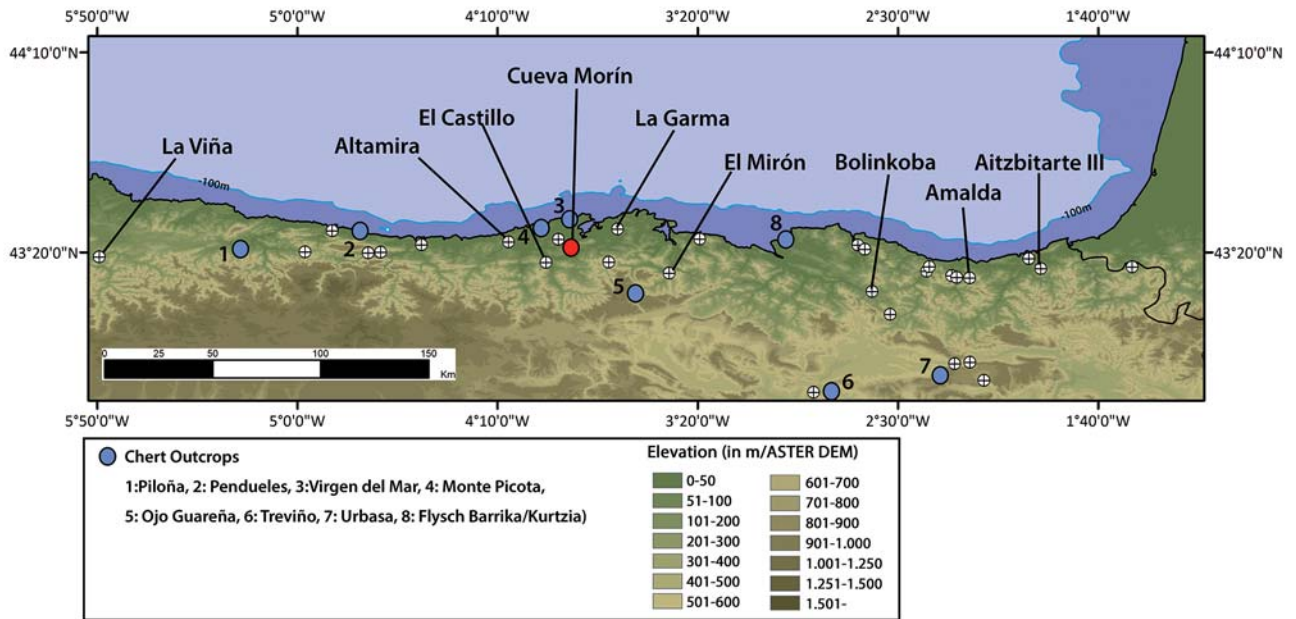 5°50'0"W 5°0'0"W 4°10'0"W 3°20'0"W 2°30'0"W 1°40'0"W
44°10'0"N 44°10'0"N
Cueva Morín
El Castillo La Garma
La Viña Altamira El Mirón Bolinkoba Aitzbitarte III
Amalda
-100m -100m
3
4 8
1 2
43°20'0"N 43°20'0"N
5
7
6
0 50 100 150
Km
5°50'0"W 5°0'0"W 4°10'0"W 3°20'0"W 2°30'0"W 1°40'0"W
Chert Outcrops
1:Piloña, 2: Pendueles, 3:Virgen del Mar, 4: Monte Picota,
5: Ojo Guareña, 6: Treviño, 7: Urbasa, 8: Flysch Barrika/Kurtzia)
Elevation (in m/ASTER DEM)
0-50 601-700
51-100 701-800
101-200 801-900
201-300 901-1.000
301-400 1.001-1.250
401-500 1.251-1.500
501-600 1.501-